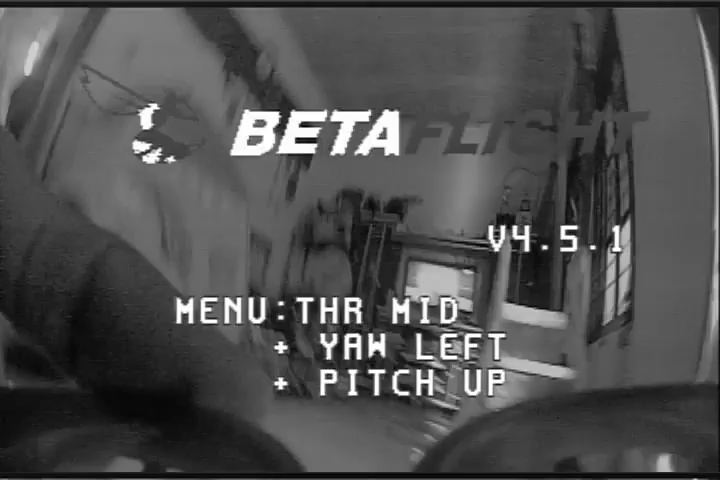 BETAFLIGHT
V4.5.1
MENU:THR MID
+ YAW LEFT
+ PITCH UP